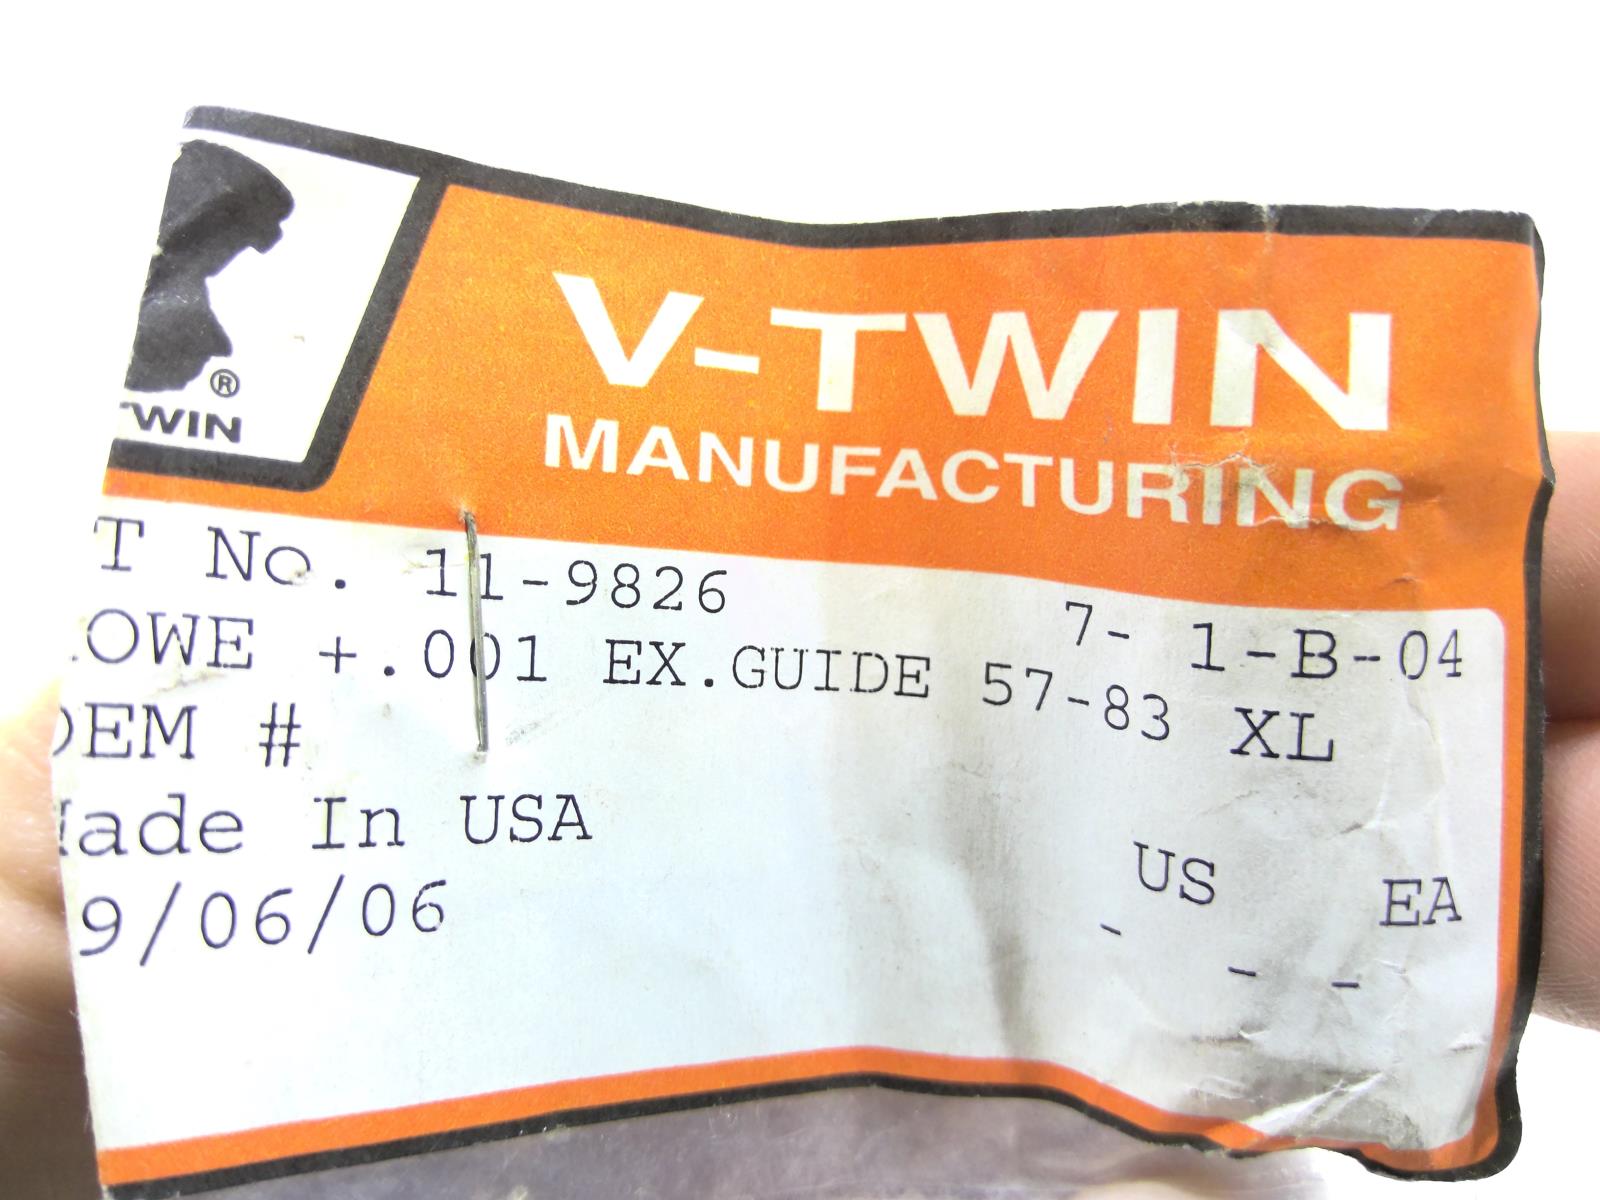 ®
TWIN
V-TWIN
MANUFACTURING
T No. 11-9826 7- 1-B-04
OWE +.001 EX.GUIDE 57-83 XL
OEM #
Made In USA
US EA
9/06/06 - - -